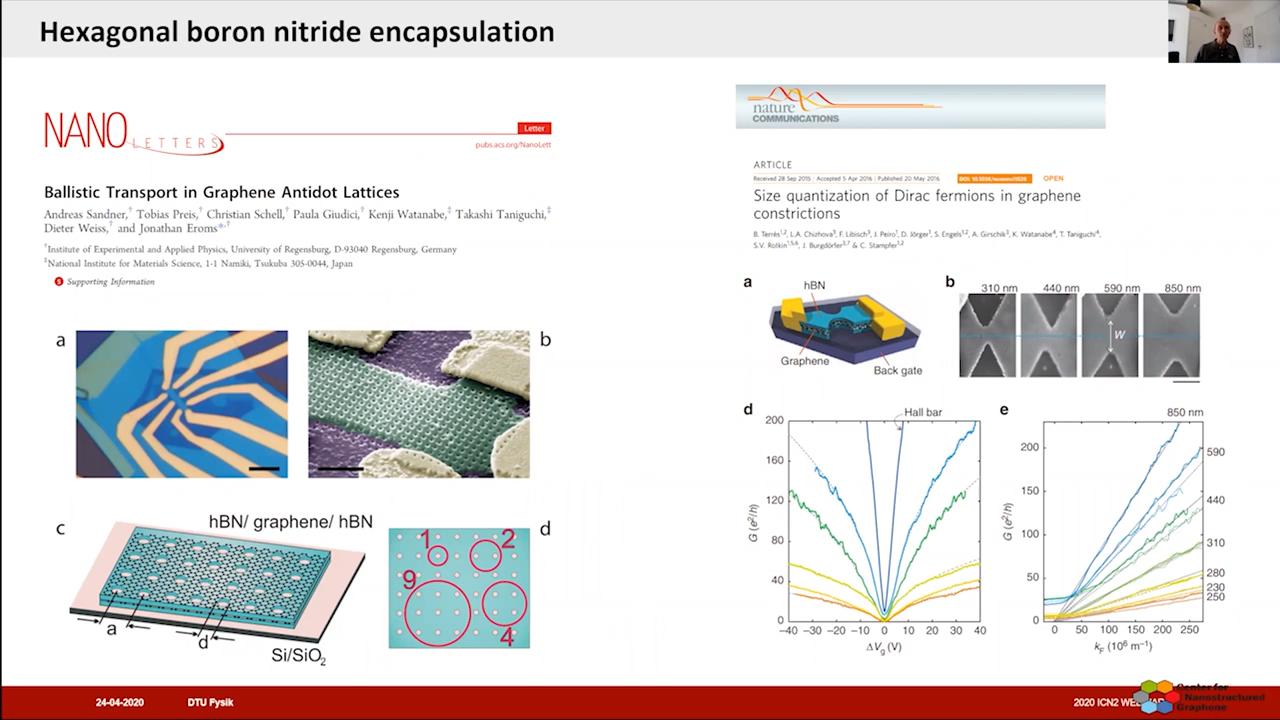 Hexagonal boron nitride encapsulation
NANO LETTERS
Letter
pubs.acs.org/NanoLett
Ballistic Transport in Graphene Antidot Lattices
Andreas Sandner,† Tobias Preis,† Christian Schell,† Paula Giudici,† Kenji Watanabe,‡ Takashi Taniguchi,‡
Dieter Weiss,† and Jonathan Eroms*,†
†Institute of Experimental and Applied Physics, University of Regensburg, D-93040 Regensburg, Germany
‡National Institute for Materials Science, 1-1 Namiki, Tsukuba 305-0044, Japan
S Supporting Information
a
b
c
hBN/ graphene/ hBN
a
d
Si/SiO2
1
2
9
4
d
nature
COMMUNICATIONS
ARTICLE
Received 28 Sep 2015 | Accepted 5 Apr 2016 | Published 20 May 2016
OPEN
Size quantization of Dirac fermions in graphene
constrictions
B. Terrés1,2, L.A. Chizhova3, F. Libisch3, J. Peiro1, D. Jörger1, S. Engels1,2, A. Girschik3, K. Watanabe4, T. Taniguchi4,
S.V. Rotkin1,5,6, J. Burgdörfer3,7 & C. Stampfer1,2
a
hBN
Graphene
Back gate
b
310 nm 440 nm 590 nm 850 nm
W
d
Hall bar
200
160
120
80
40
0
G (e2/h)
–40 –30 –20 –10 0 10 20 30 40
ΔVg (V)
e
850 nm
200
150
100
50
0
G (e2/h)
590
440
310
280
230
250
0 50 100 150 200 250
kF (106 m–1)
24-04-2020
DTU Fysik
2020 ICN2
Center for
Nanostructured
Graphene